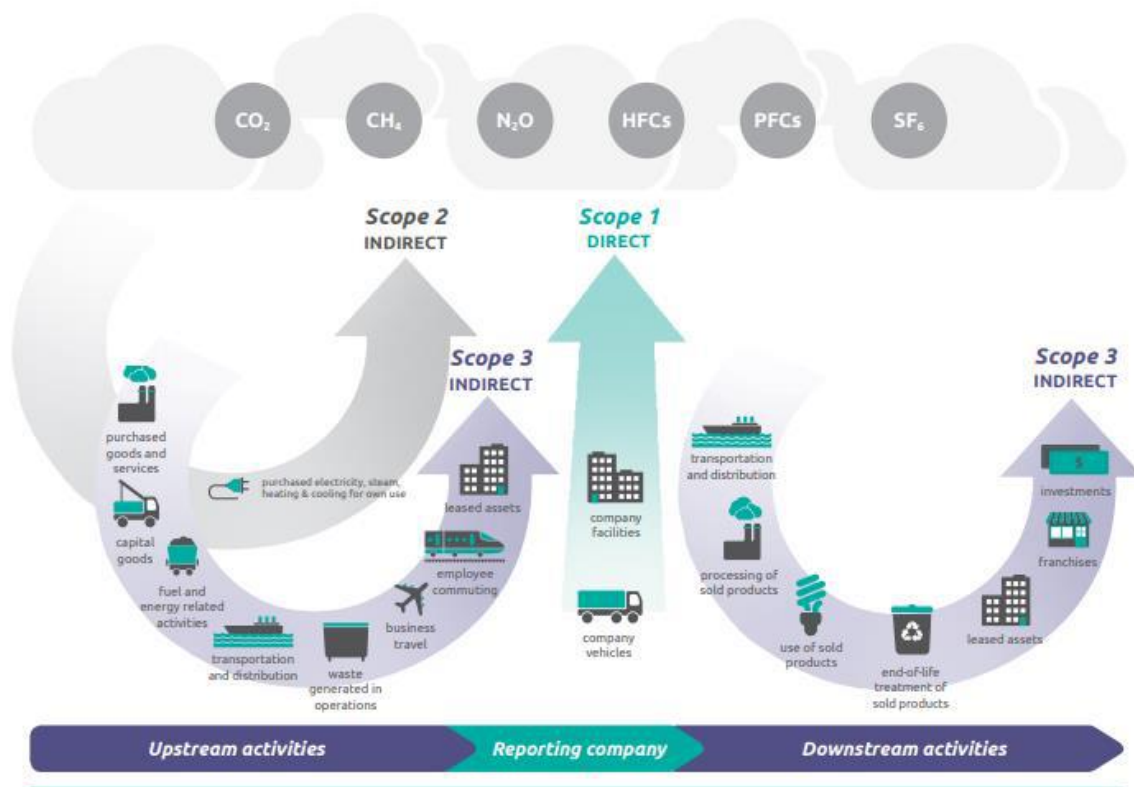 CO₂
CH₄
N₂O
HFCs
PFCs
SF₆
Scope 2
INDIRECT
Scope 1
DIRECT
Scope 3
INDIRECT
Scope 3
INDIRECT
purchased
goods and
services
capital
goods
fuel and
energy related
activities
transportation
and distribution
waste
generated in
operations
business
travel
employee
commuting
leased assets
purchased electricity, steam,
heating & cooling for own use
company
facilities
company
vehicles
transportation
and distribution
processing of
sold products
use of sold
products
end-of-life
treatment of
sold products
leased assets
franchises
$
investments
Upstream activities
Reporting company
Downstream activities